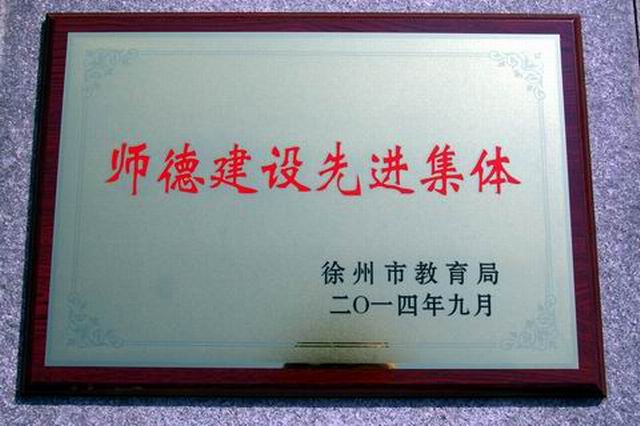 师德建设先进集体
徐州市教育局
二〇一四年九月